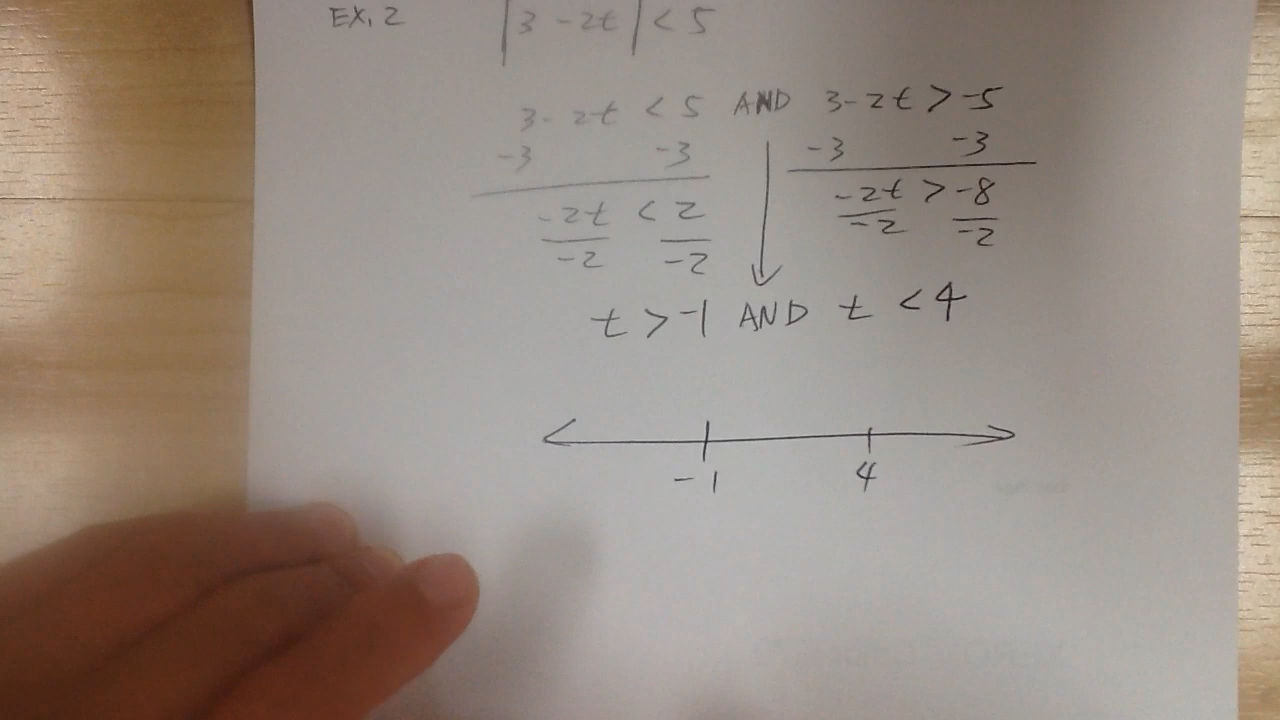 EX. 2 |3 - 2t| < 5
3 - 2t < 5 AND 3 - 2t > -5
-3 -3 -3 -3
-2t < 2 -2t > -8
-2 -2 -2 -2
t > -1 AND t < 4
-1 4